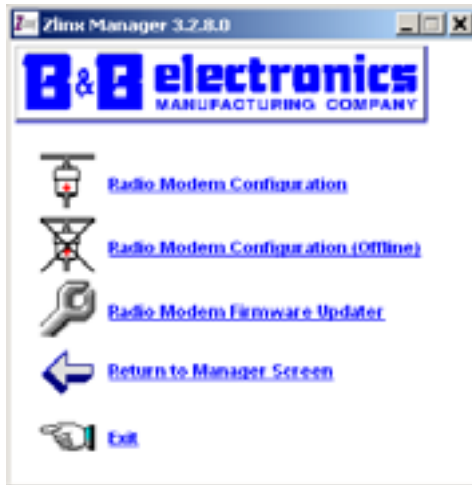 Zlinx Manager 3.2.8.0
B&B electronics
MANUFACTURING COMPANY
Radio Modem Configuration
Radio Modem Configuration (Offline)
Radio Modem Firmware Updater
Return to Manager Screen
Exit